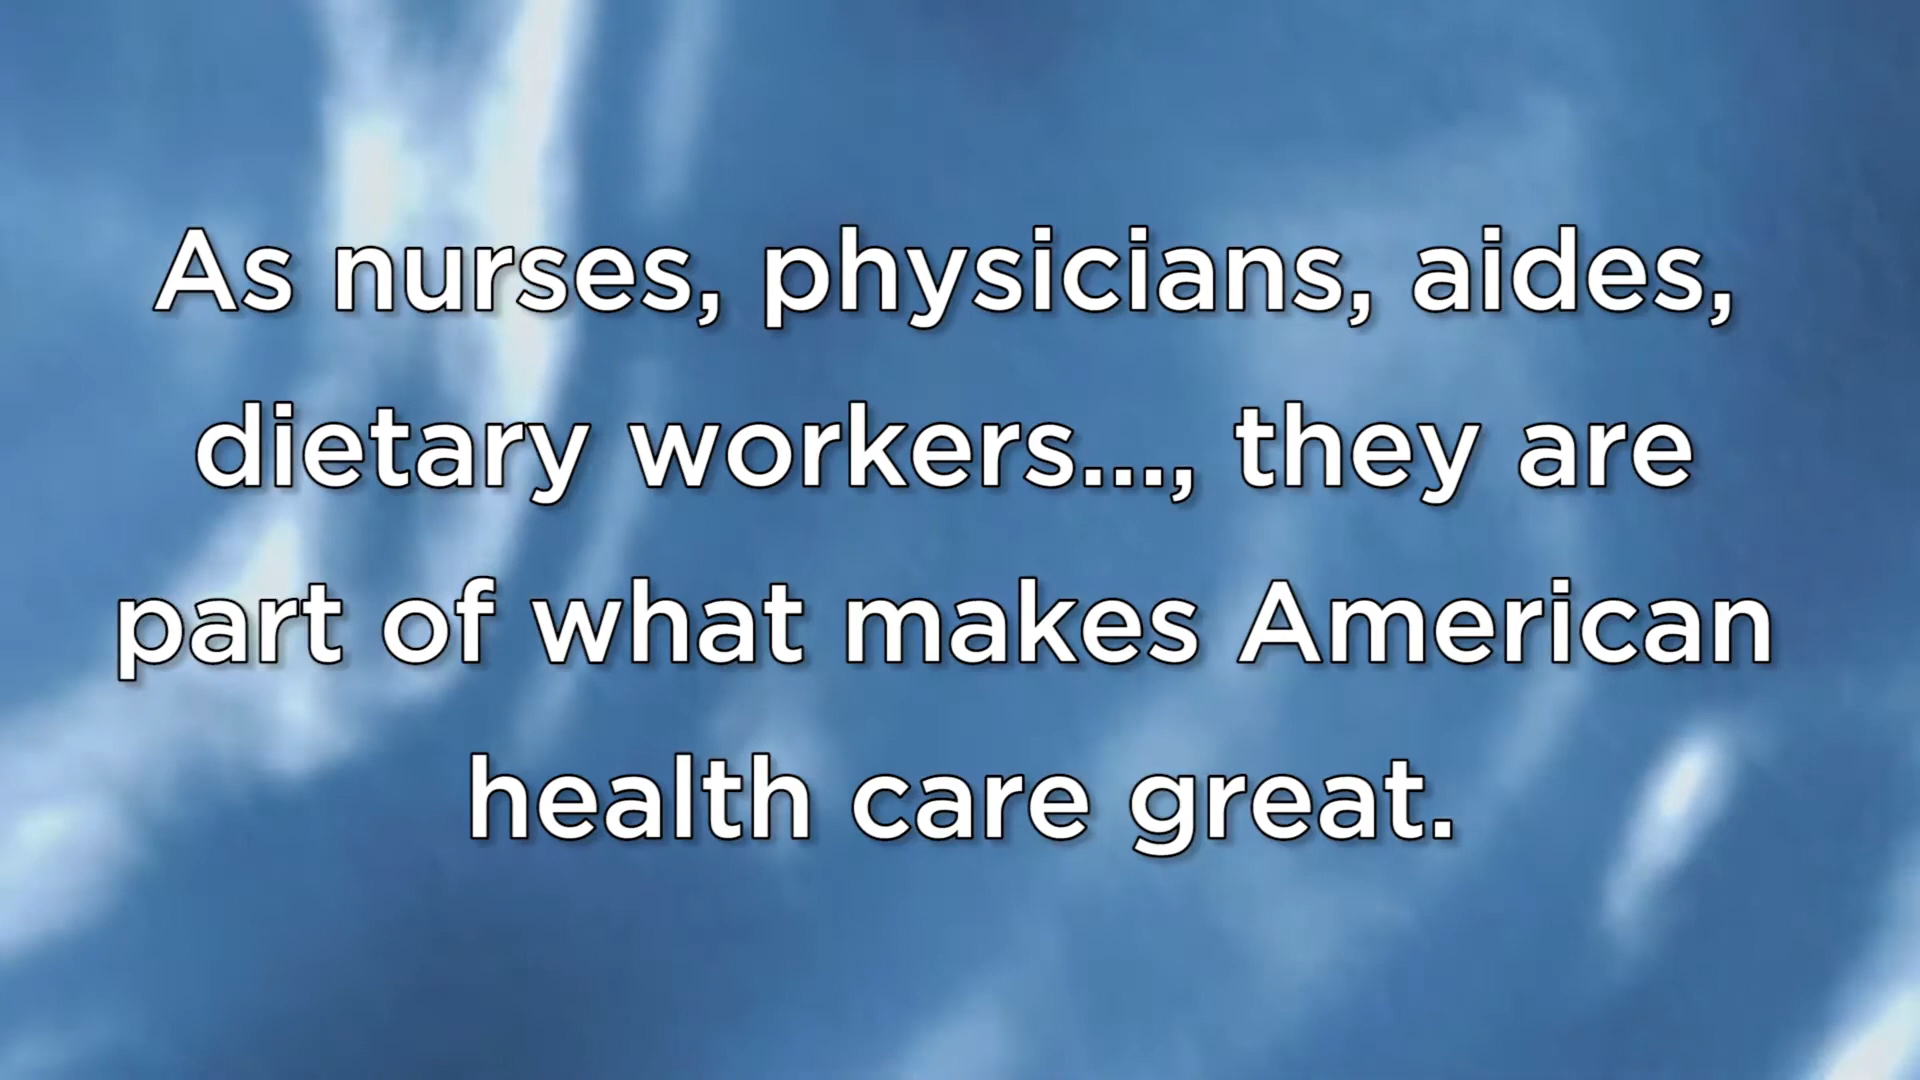 As nurses, physicians, aides,
dietary workers..., they are
part of what makes American
health care great.